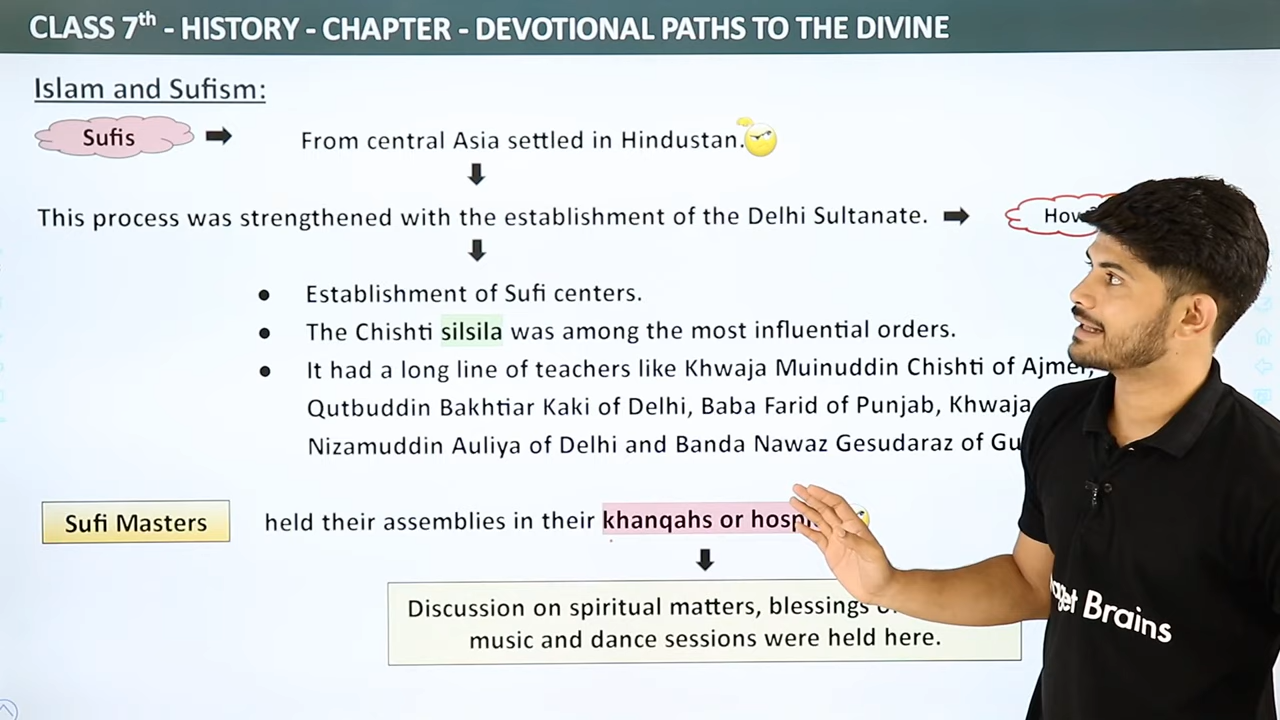 CLASS 7th - HISTORY - CHAPTER - DEVOTIONAL PATHS TO THE DIVINE
Islam and Sufism:
Sufis
From central Asia settled in Hindustan.
This process was strengthened with the establishment of the Delhi Sultanate.
How
• Establishment of Sufi centers.
• The Chishti silsila was among the most influential orders.
• It had a long line of teachers like Khwaja Muinuddin Chishti of Ajmer,
Qutbuddin Bakhtiar Kaki of Delhi, Baba Farid of Punjab, Khwaja
Nizamuddin Auliya of Delhi and Banda Nawaz Gesudaraz of
Sufi Masters
held their assemblies in their khanqahs or
Discussion on spiritual matters, blessings
music and dance sessions were held here.
Brains